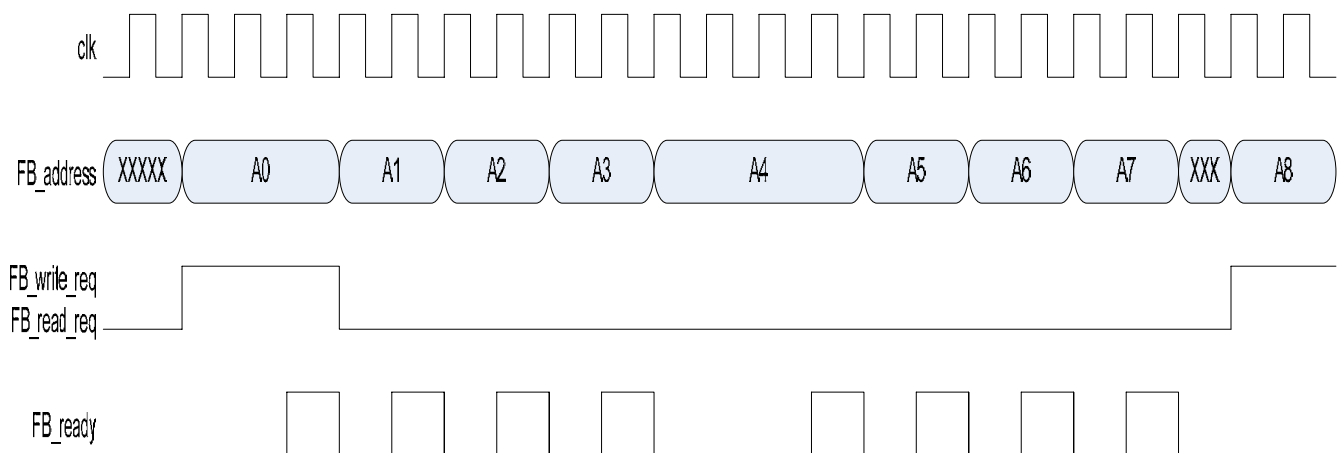 clk
FB_address XXXXX A0 A1 A2 A3 A4 A5 A6 A7 XXX A8
FB_write_req
FB_read_req
FB_ready